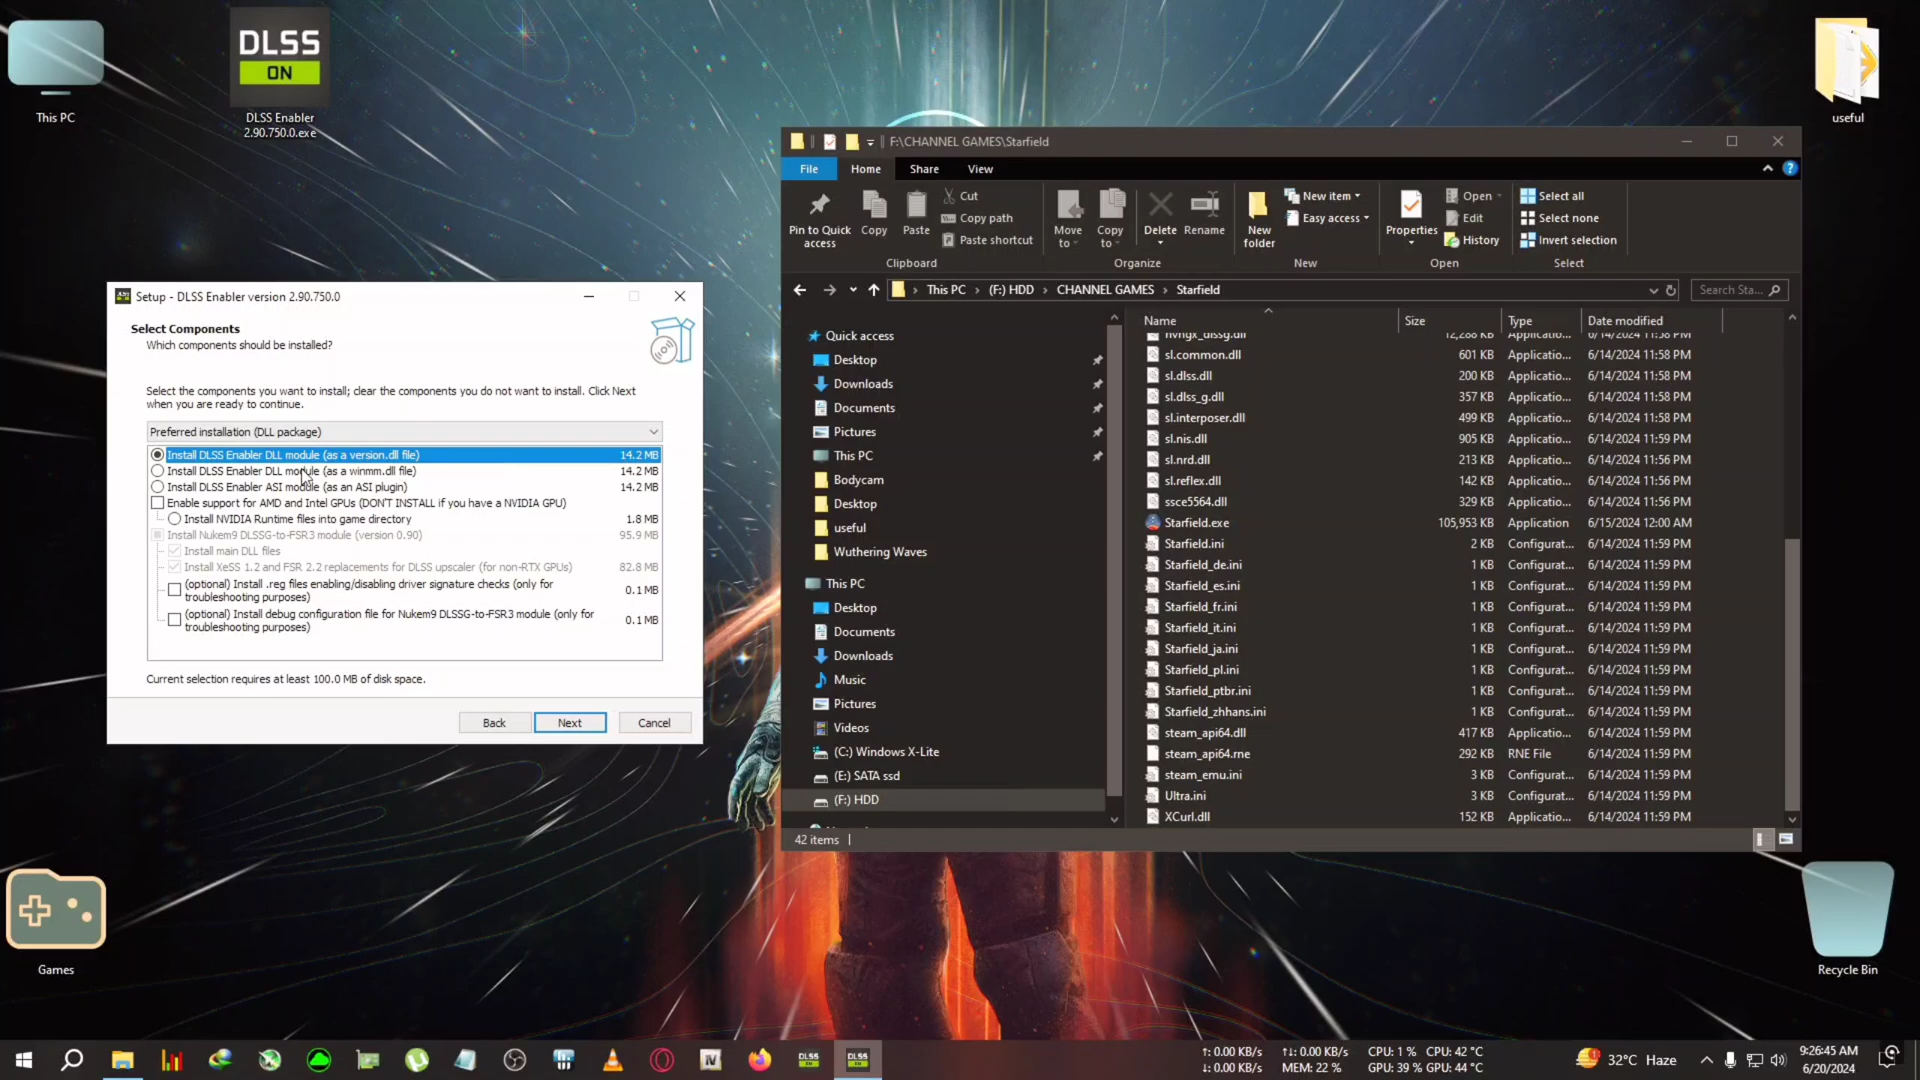 This PC
DLSS
ON
DLSS Enabler
2.90.750.0.exe
useful
Setup - DLSS Enabler version 2.90.750.0
Select Components
Which components should be installed?
Select the components you want to install; clear the components you do not want to install. Click Next
when you are ready to continue.
Preferred installation (DLL package)
Install DLSS Enabler DLL module (as a version.dll file) 14.2 MB
Install DLSS Enabler DLL module (as a winmm.dll file) 14.2 MB
Install DLSS Enabler ASI module (as an ASI plugin) 14.2 MB
Enable support for AMD and Intel GPUs (DON'T INSTALL if you have a NVIDIA GPU)
Install NVIDIA Runtime files into game directory 1.8 MB
Install Nukem9 DLSSG-to-FSR3 module (version 0.90) 95.9 MB
Install main DLL files
Install XeSS 1.2 and FSR 2.2 replacements for DLSS upscaler (for non-RTX GPUs) 82.8 MB
(optional) Install .reg files enabling/disabling driver signature checks (only for
troubleshooting purposes) 0.1 MB
(optional) Install debug configuration file for Nukem9 DLSSG-to-FSR3 module (only for
troubleshooting purposes) 0.1 MB
Current selection requires at least 100.0 MB of disk space.
Back Next Cancel
F:\CHANNEL GAMES\Starfield
File Home Share View
Pin to Quick
access
Copy
Paste
Cut
Copy path
Paste shortcut
Clipboard
Move
to
Copy
to
Delete
Rename
Organize
New
folder
New item
Easy access
New
Properties
Open
Edit
History
Open
Select all
Select none
Invert selection
Select
This PC › (F:) HDD › CHANNEL GAMES › Starfield
Search Sta...
Quick access
Desktop
Downloads
Documents
Pictures
This PC
Bodycam
Desktop
useful
Wuthering Waves
This PC
Desktop
Documents
Downloads
Music
Pictures
Videos
(C:) Windows X-Lite
(E:) SATA ssd
(F:) HDD
Name Size Type Date modified
nvngx_dlssg.dll 12,288 KB Applicatio... 6/14/2024 11:58 PM
sl.common.dll 601 KB Applicatio... 6/14/2024 11:58 PM
sl.dlss.dll 200 KB Applicatio... 6/14/2024 11:58 PM
sl.dlss_g.dll 357 KB Applicatio... 6/14/2024 11:58 PM
sl.interposer.dll 499 KB Applicatio... 6/14/2024 11:58 PM
sl.nis.dll 905 KB Applicatio... 6/14/2024 11:58 PM
sl.nrd.dll 213 KB Applicatio... 6/14/2024 11:56 PM
sl.reflex.dll 142 KB Applicatio... 6/14/2024 11:56 PM
ssce5564.dll 329 KB Applicatio... 6/14/2024 11:56 PM
Starfield.exe 105,953 KB Application 6/15/2024 12:00 AM
Starfield.ini 2 KB Configurat... 6/14/2024 11:59 PM
Starfield_de.ini 1 KB Configurat... 6/14/2024 11:59 PM
Starfield_es.ini 1 KB Configurat... 6/14/2024 11:59 PM
Starfield_fr.ini 1 KB Configurat... 6/14/2024 11:59 PM
Starfield_it.ini 1 KB Configurat... 6/14/2024 11:59 PM
Starfield_ja.ini 1 KB Configurat... 6/14/2024 11:59 PM
Starfield_pl.ini 1 KB Configurat... 6/14/2024 11:59 PM
Starfield_ptbr.ini 1 KB Configurat... 6/14/2024 11:59 PM
Starfield_zhhans.ini 1 KB Configurat... 6/14/2024 11:59 PM
steam_api64.dll 417 KB Applicatio... 6/14/2024 11:59 PM
steam_api64.rne 292 KB RNE File 6/14/2024 11:59 PM
steam_emu.ini 3 KB Configurat... 6/14/2024 11:59 PM
Ultra.ini 3 KB Configurat... 6/14/2024 11:59 PM
XCurl.dll 152 KB Applicatio... 6/14/2024 11:59 PM
42 items
Games
Recycle Bin
↑: 0.00 KB/s
↓: 0.00 KB/s
↑↓: 0.00 KB/s
MEM: 22 %
CPU: 1 % CPU: 42 °C
GPU: 39 % GPU: 44 °C
32°C Haze
9:26:45 AM
6/20/2024